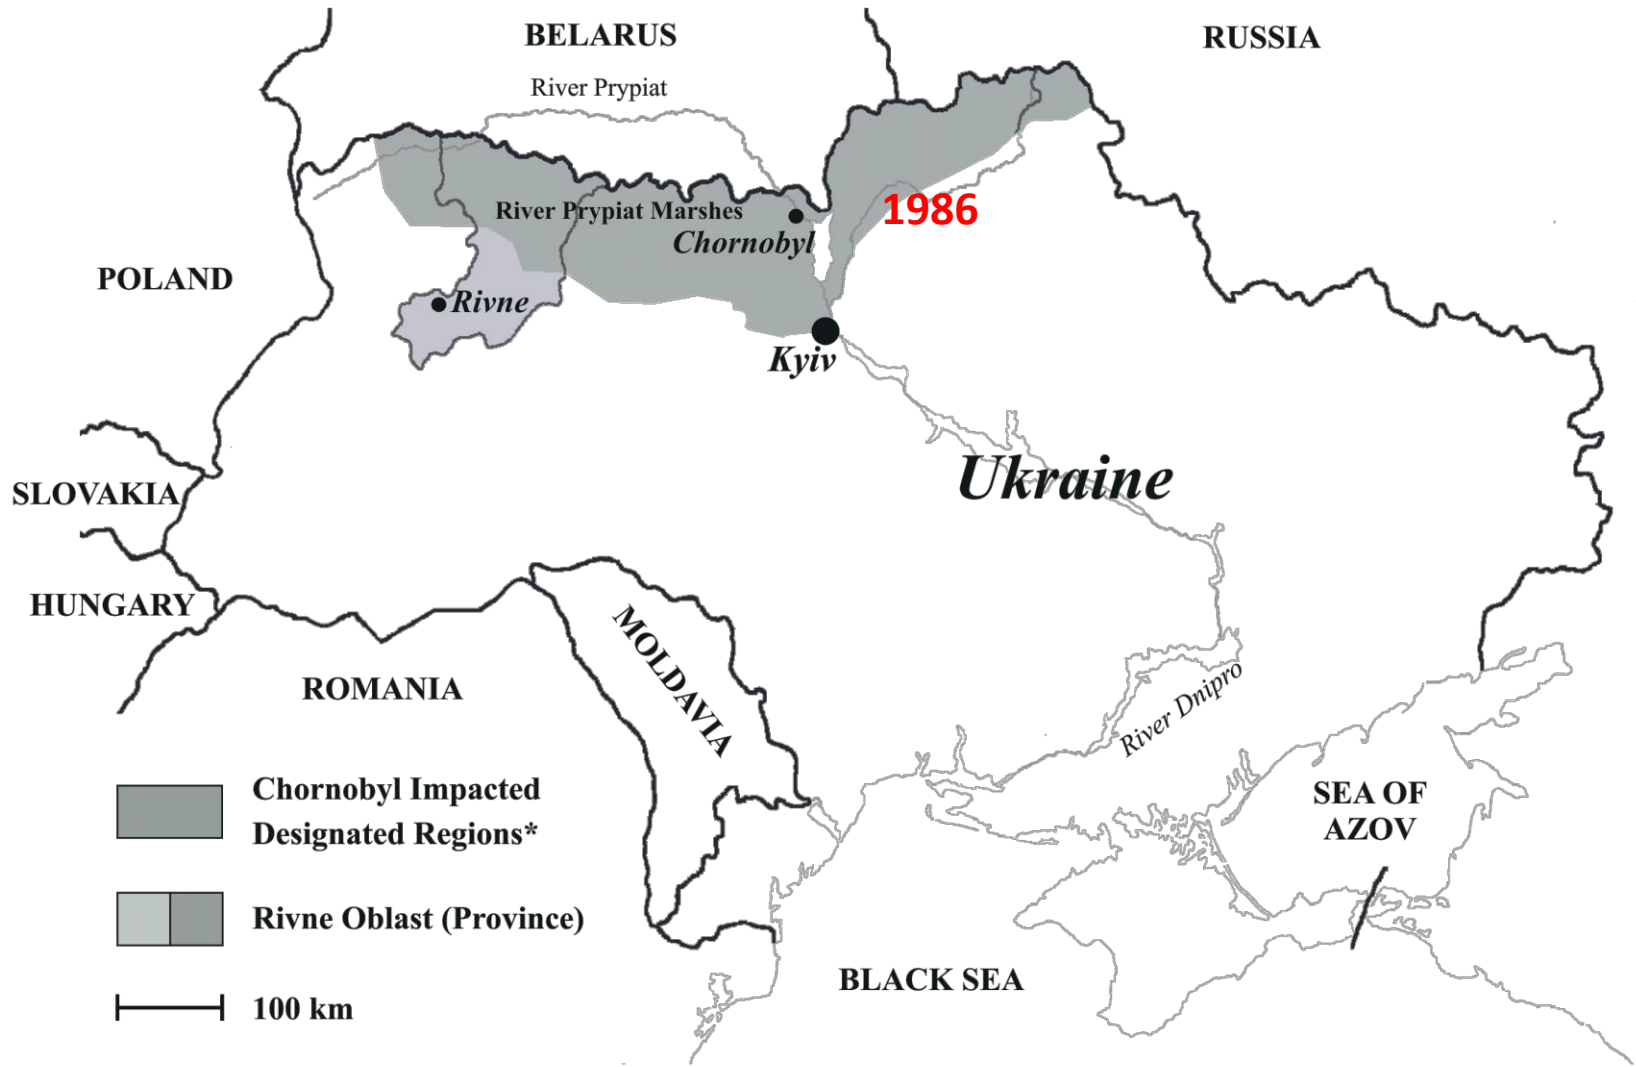 BELARUS
RUSSIA
River Prypiat
River Prypiat Marshes
1986
Chornobyl
POLAND
Rivne
Kyiv
Ukraine
SLOVAKIA
HUNGARY
MOLDAVIA
ROMANIA
River Dnipro
Chornobyl Impacted
Designated Regions*
SEA OF
AZOV
Rivne Oblast (Province)
BLACK SEA
100 km